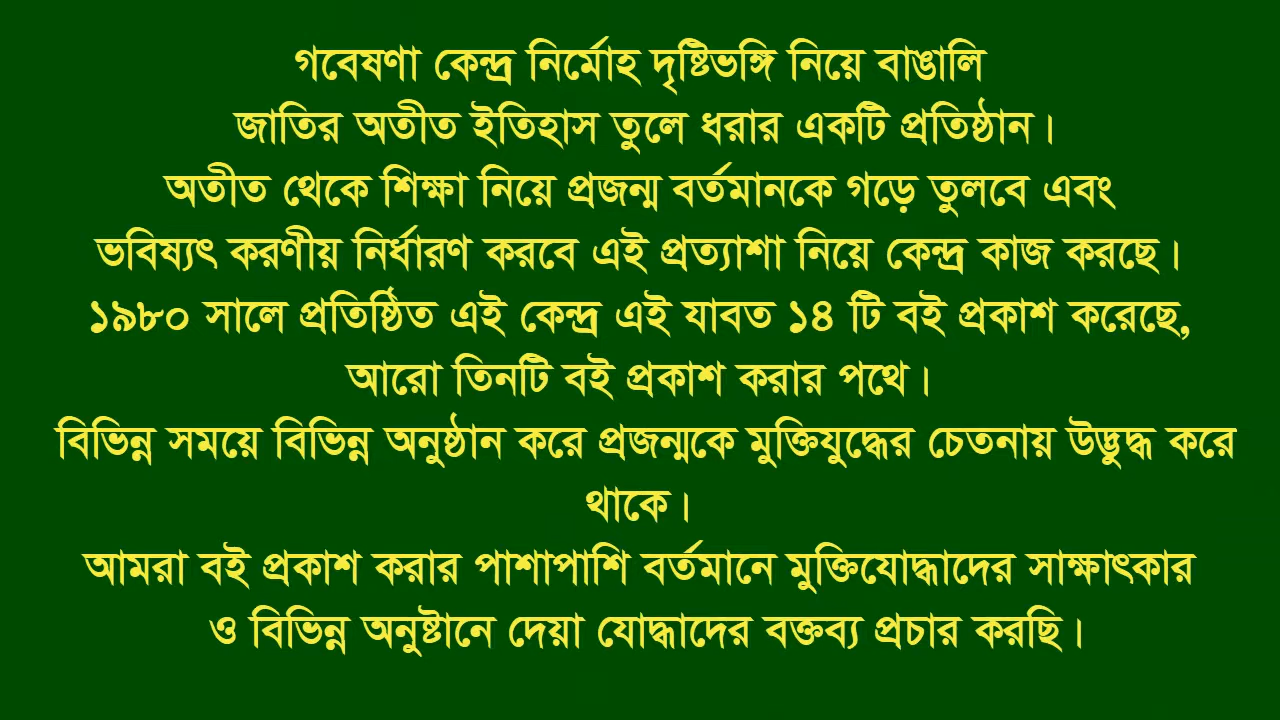 গবেষণা কেন্দ্র নির্মোহ দৃষ্টিভঙ্গি নিয়ে বাঙালি
জাতির অতীত ইতিহাস তুলে ধরার একটি প্রতিষ্ঠান।
অতীত থেকে শিক্ষা নিয়ে প্রজন্ম বর্তমানকে গড়ে তুলবে এবং
ভবিষ্যৎ করণীয় নির্ধারণ করবে এই প্রত্যাশা নিয়ে কেন্দ্র কাজ করছে।
১৯৮০ সালে প্রতিষ্ঠিত এই কেন্দ্র এই যাবত ১৪ টি বই প্রকাশ করেছে,
আরো তিনটি বই প্রকাশ করার পথে।
বিভিন্ন সময়ে বিভিন্ন অনুষ্ঠান করে প্রজন্মকে মুক্তিযুদ্ধের চেতনায় উদ্ভুদ্ধ করে
থাকে।
আমরা বই প্রকাশ করার পাশাপাশি বর্তমানে মুক্তিযোদ্ধাদের সাক্ষাৎকার
ও বিভিন্ন অনুষ্টানে দেয়া যোদ্ধাদের বক্তব্য প্রচার করছি।